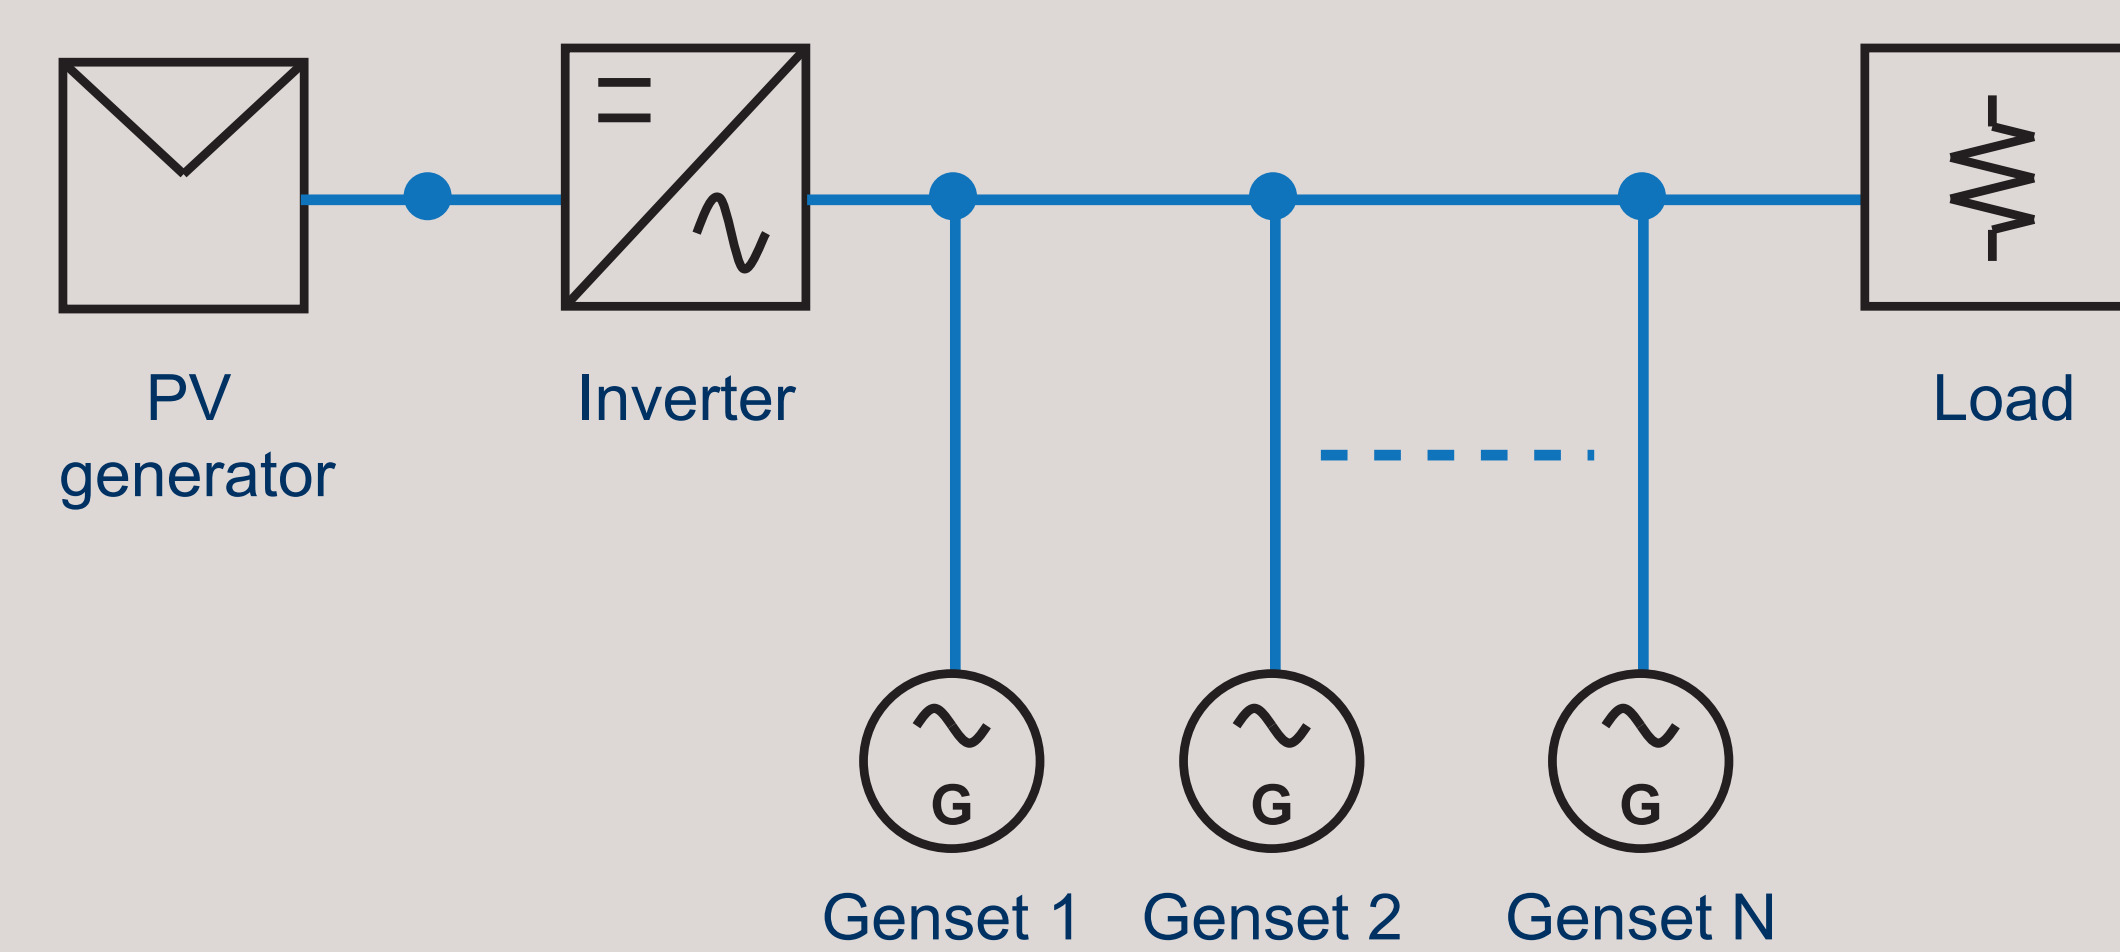 PV
generator
Inverter
Load
G
G
G
Genset 1
Genset 2
Genset N